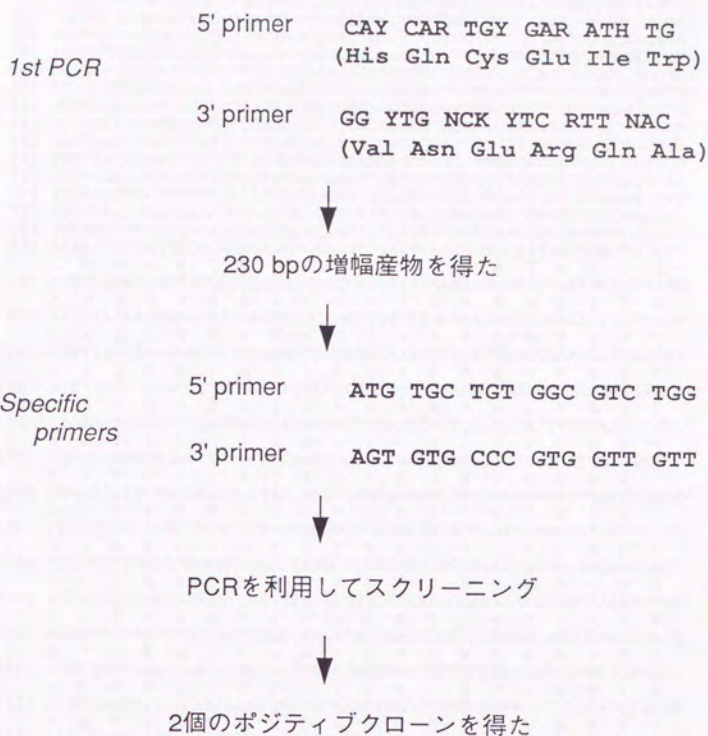 1st PCR
5' primer CAY CAR TGY GAR ATH TG
(His Gln Cys Glu Ile Trp)
3' primer GG YTG NCK YTC RTT NAC
(Val Asn Glu Arg Gln Ala)
230 bpの増幅産物を得た
Specific primers
5' primer ATG TGC TGT GGC GTC TGG
3' primer AGT GTG CCC GTG GTT GTT
PCRを利用してスクリーニング
2個のポジティブクローンを得た